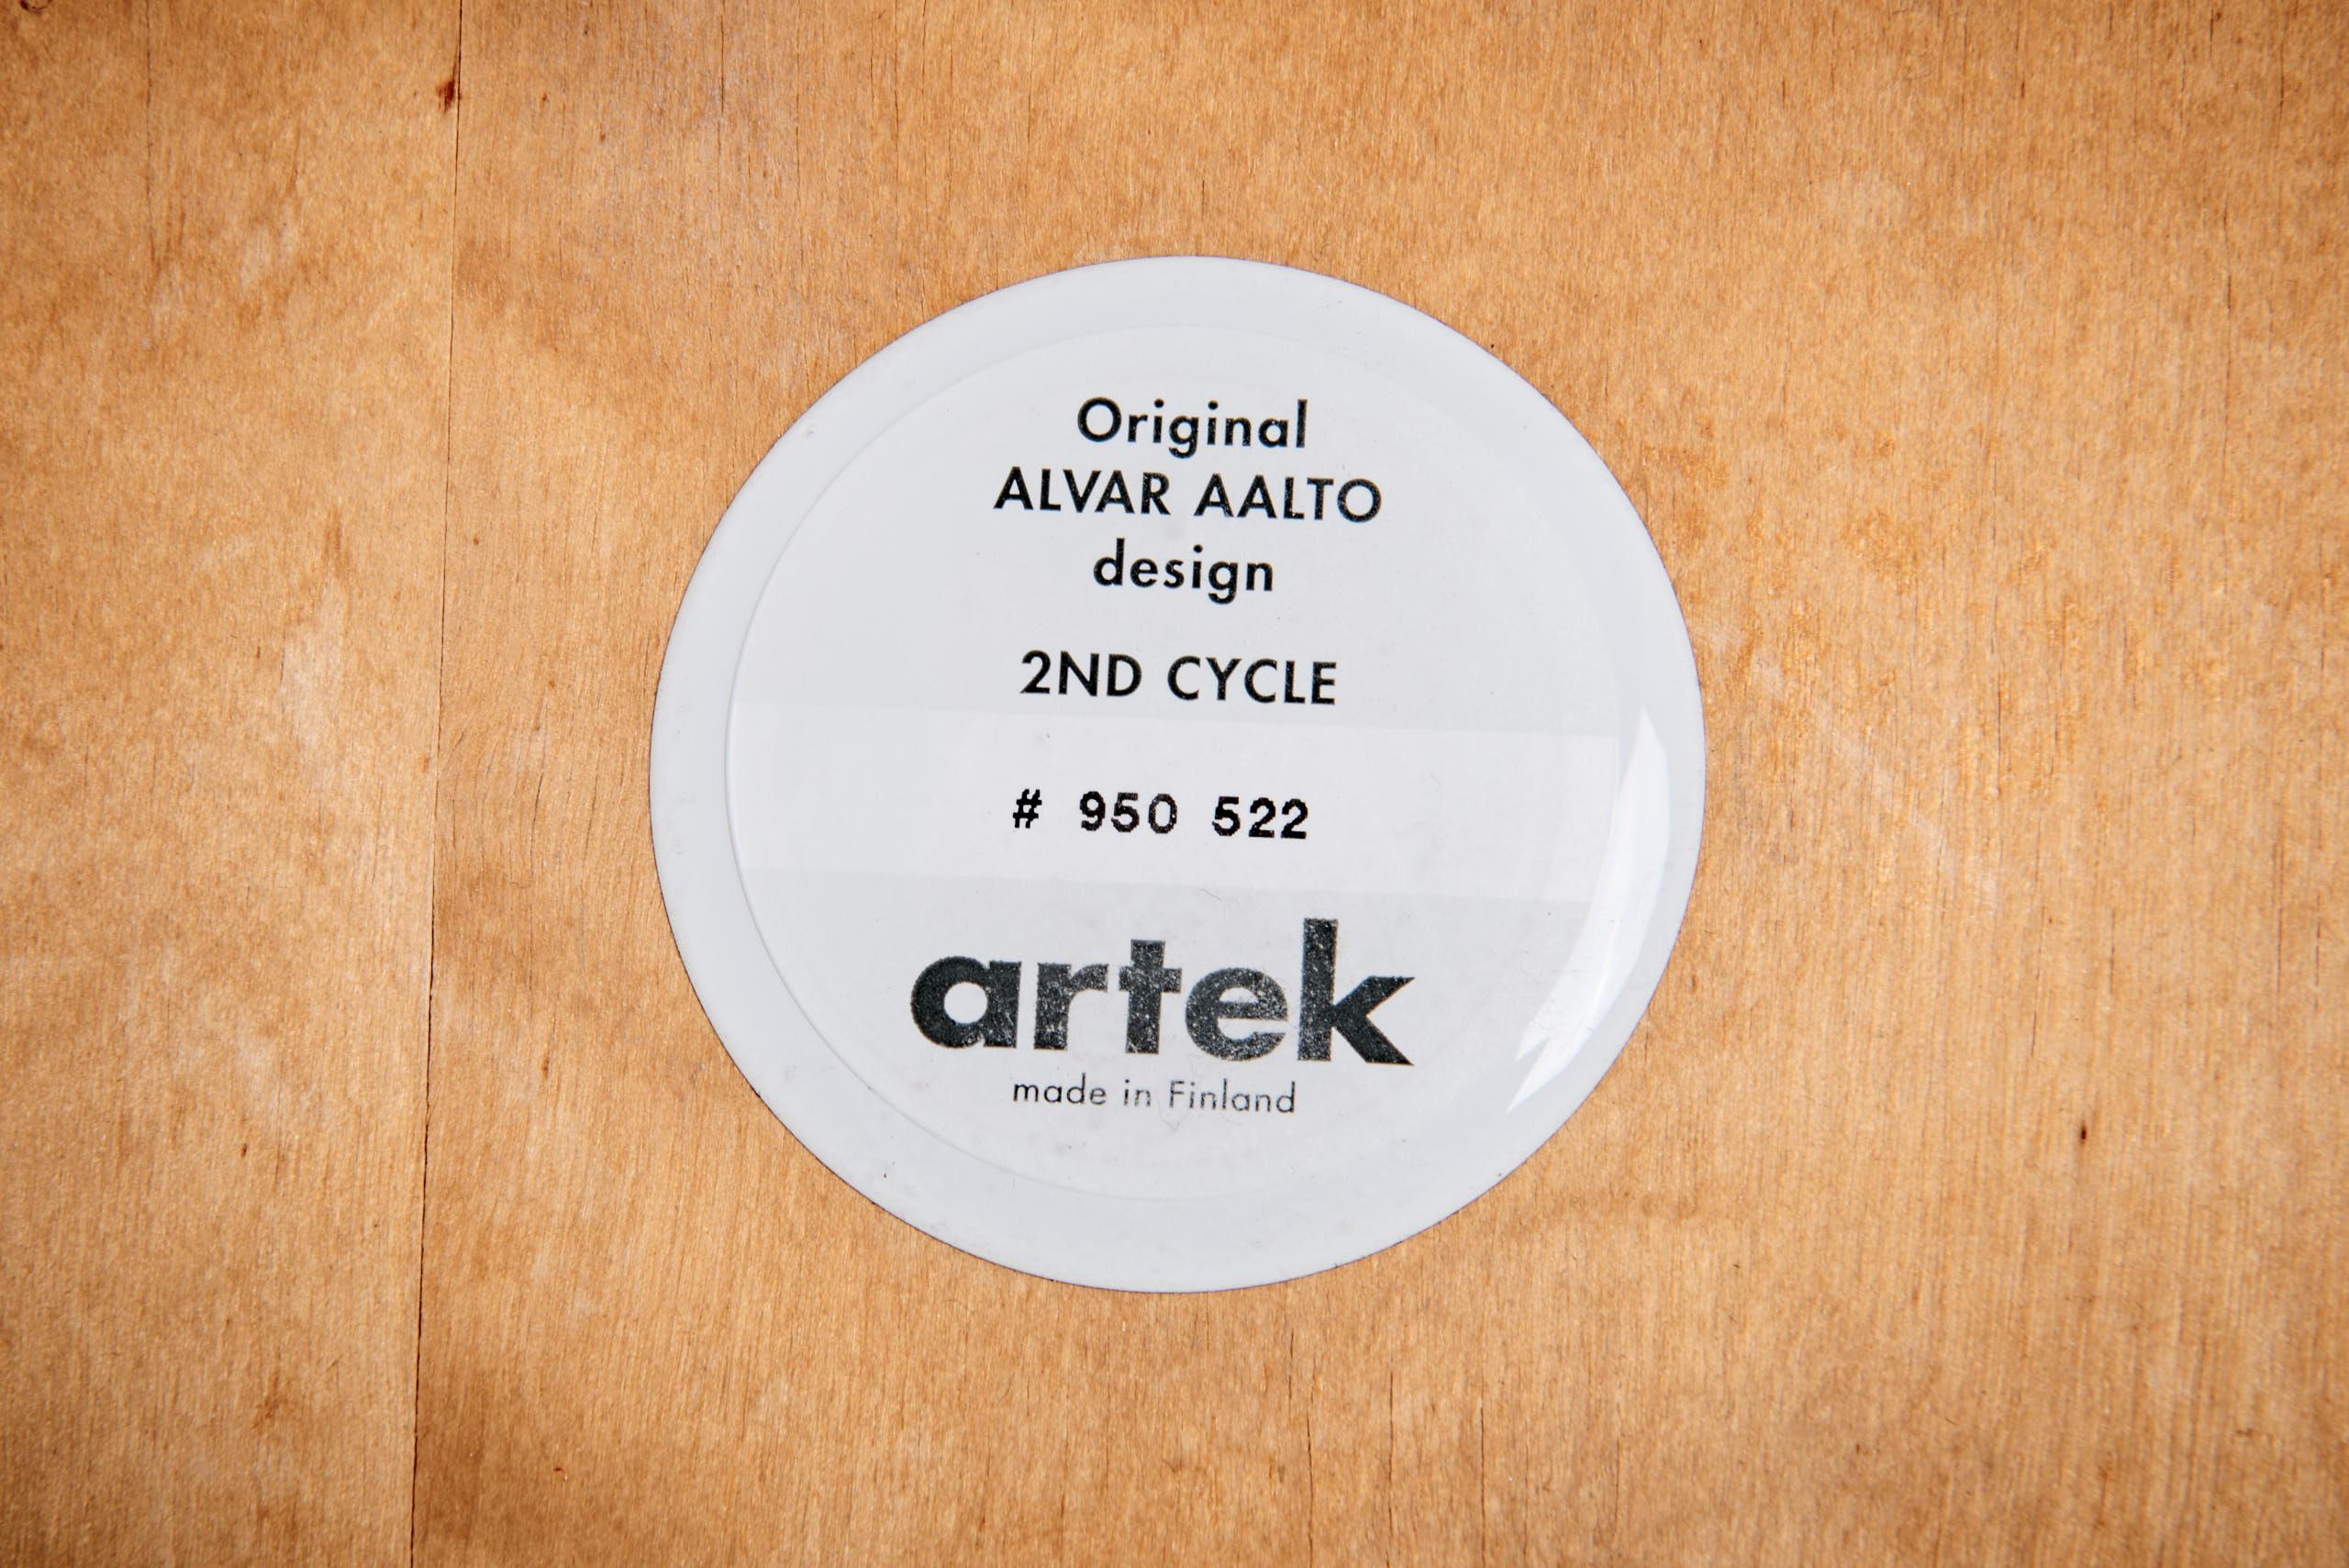 Original
ALVAR AALTO
design
2ND CYCLE
# 950 522
artek
made in Finland